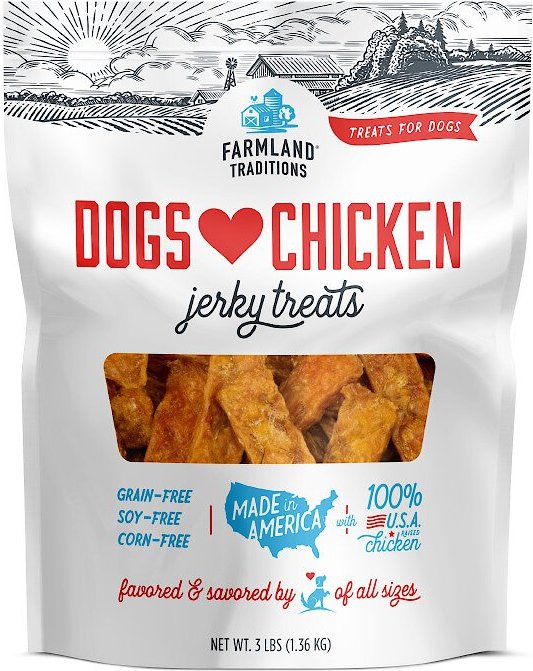 TREATS FOR DOGS
FARMLAND®
TRADITIONS
DOGS CHICKEN
jerky treats
GRAIN-FREE
SOY-FREE
CORN-FREE
MADE in
AMERICA
with
100%
U.S.A.
RAISED
chicken
favored & savored by of all sizes
NET WT. 3 LBS (1.36 KG)